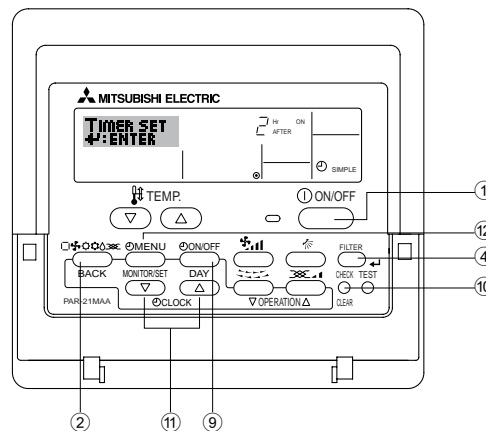 MITSUBISHI ELECTRIC
TIMER SET
:ENTER
2 Hr ON
AFTER
SIMPLE
TEMP.
ON/OFF
1
12
MENU
ON/OFF
FILTER
4
BACK
MONITOR/SET
DAY
CHECK TEST
PAR-21MAA
CLOCK
OPERATION
CLEAR
10
2
11
9